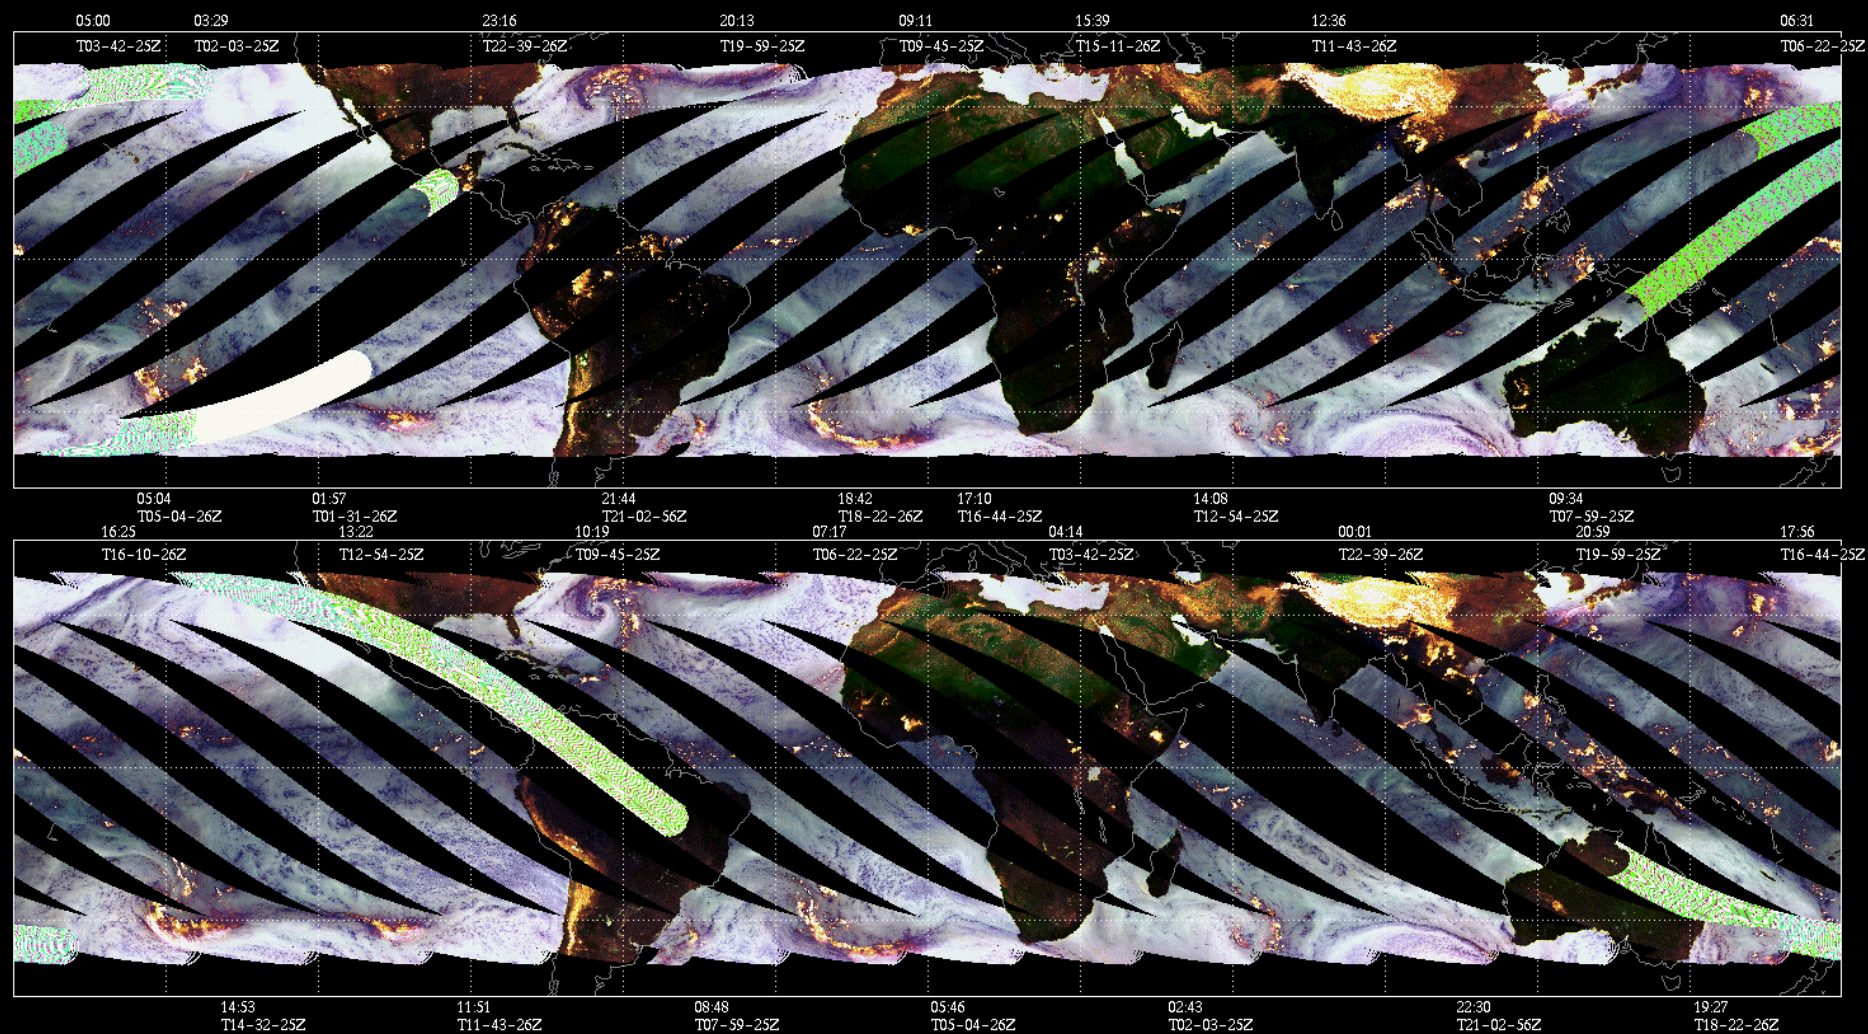 05:00 03:29 23:16 20:13 09:11 15:39 12:36 06:31
T03-42-25Z T02-03-25Z T22-39-26Z T19-59-25Z T09-45-25Z T15-11-26Z T11-43-26Z T06-22-25Z
05:04 01:57 21:44 18:42 17:10 14:08 09:34
T05-04-26Z T01-31-26Z T21-02-56Z T18-22-26Z T16-44-25Z T12-54-25Z T07-59-25Z
16:25 13:22 10:19 07:17 04:14 00:01 20:59 17:56
T16-10-26Z T12-54-25Z T09-45-25Z T06-22-25Z T03-42-25Z T22-39-26Z T19-59-25Z T16-44-25Z
14:53 11:51 08:48 05:46 02:43 22:30 19:27
T14-32-25Z T11-43-26Z T07-59-25Z T05-04-26Z T02-03-25Z T21-02-56Z T18-22-26Z